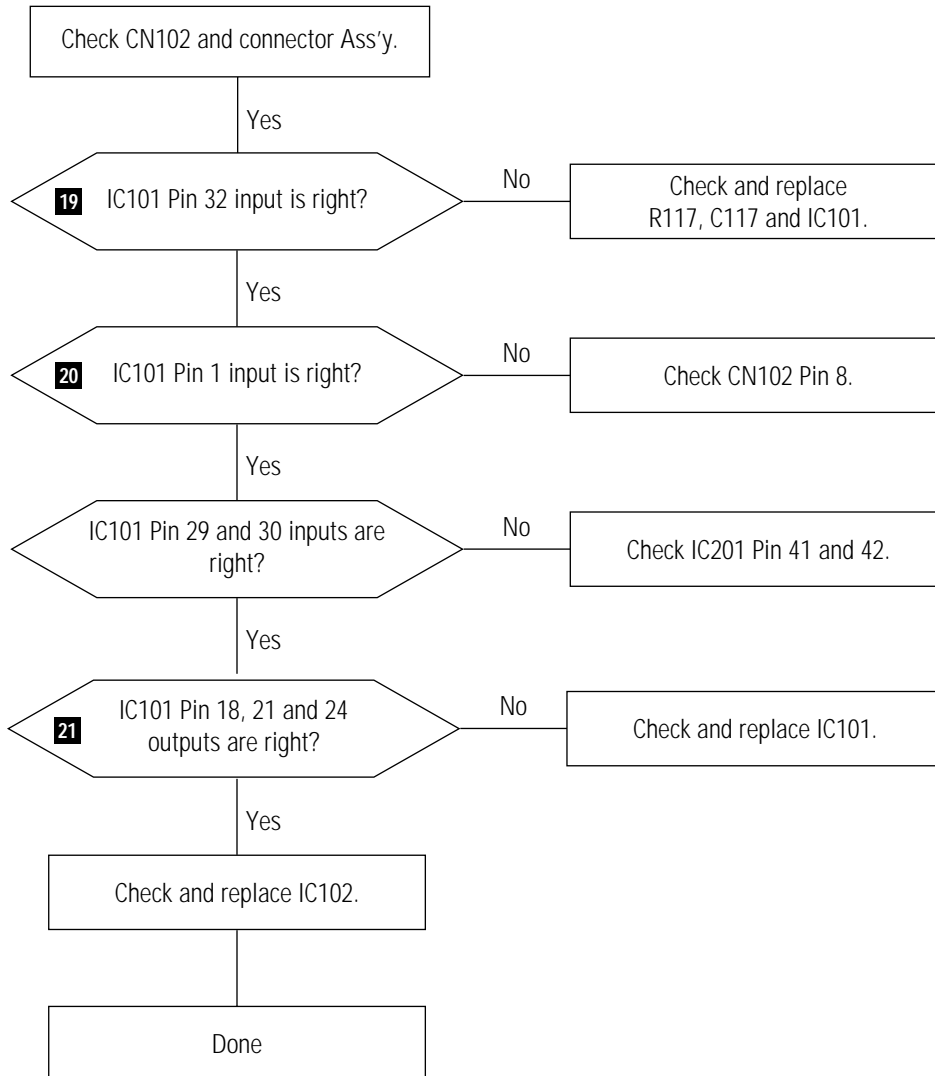 Check CN102 and connector Ass'y.
Yes
19 IC101 Pin 32 input is right?
No
Check and replace
R117, C117 and IC101.
Yes
20 IC101 Pin 1 input is right?
No
Check CN102 Pin 8.
Yes
IC101 Pin 29 and 30 inputs are
right?
No
Check IC201 Pin 41 and 42.
Yes
21 IC101 Pin 18, 21 and 24
outputs are right?
No
Check and replace IC101.
Yes
Check and replace IC102.
Done